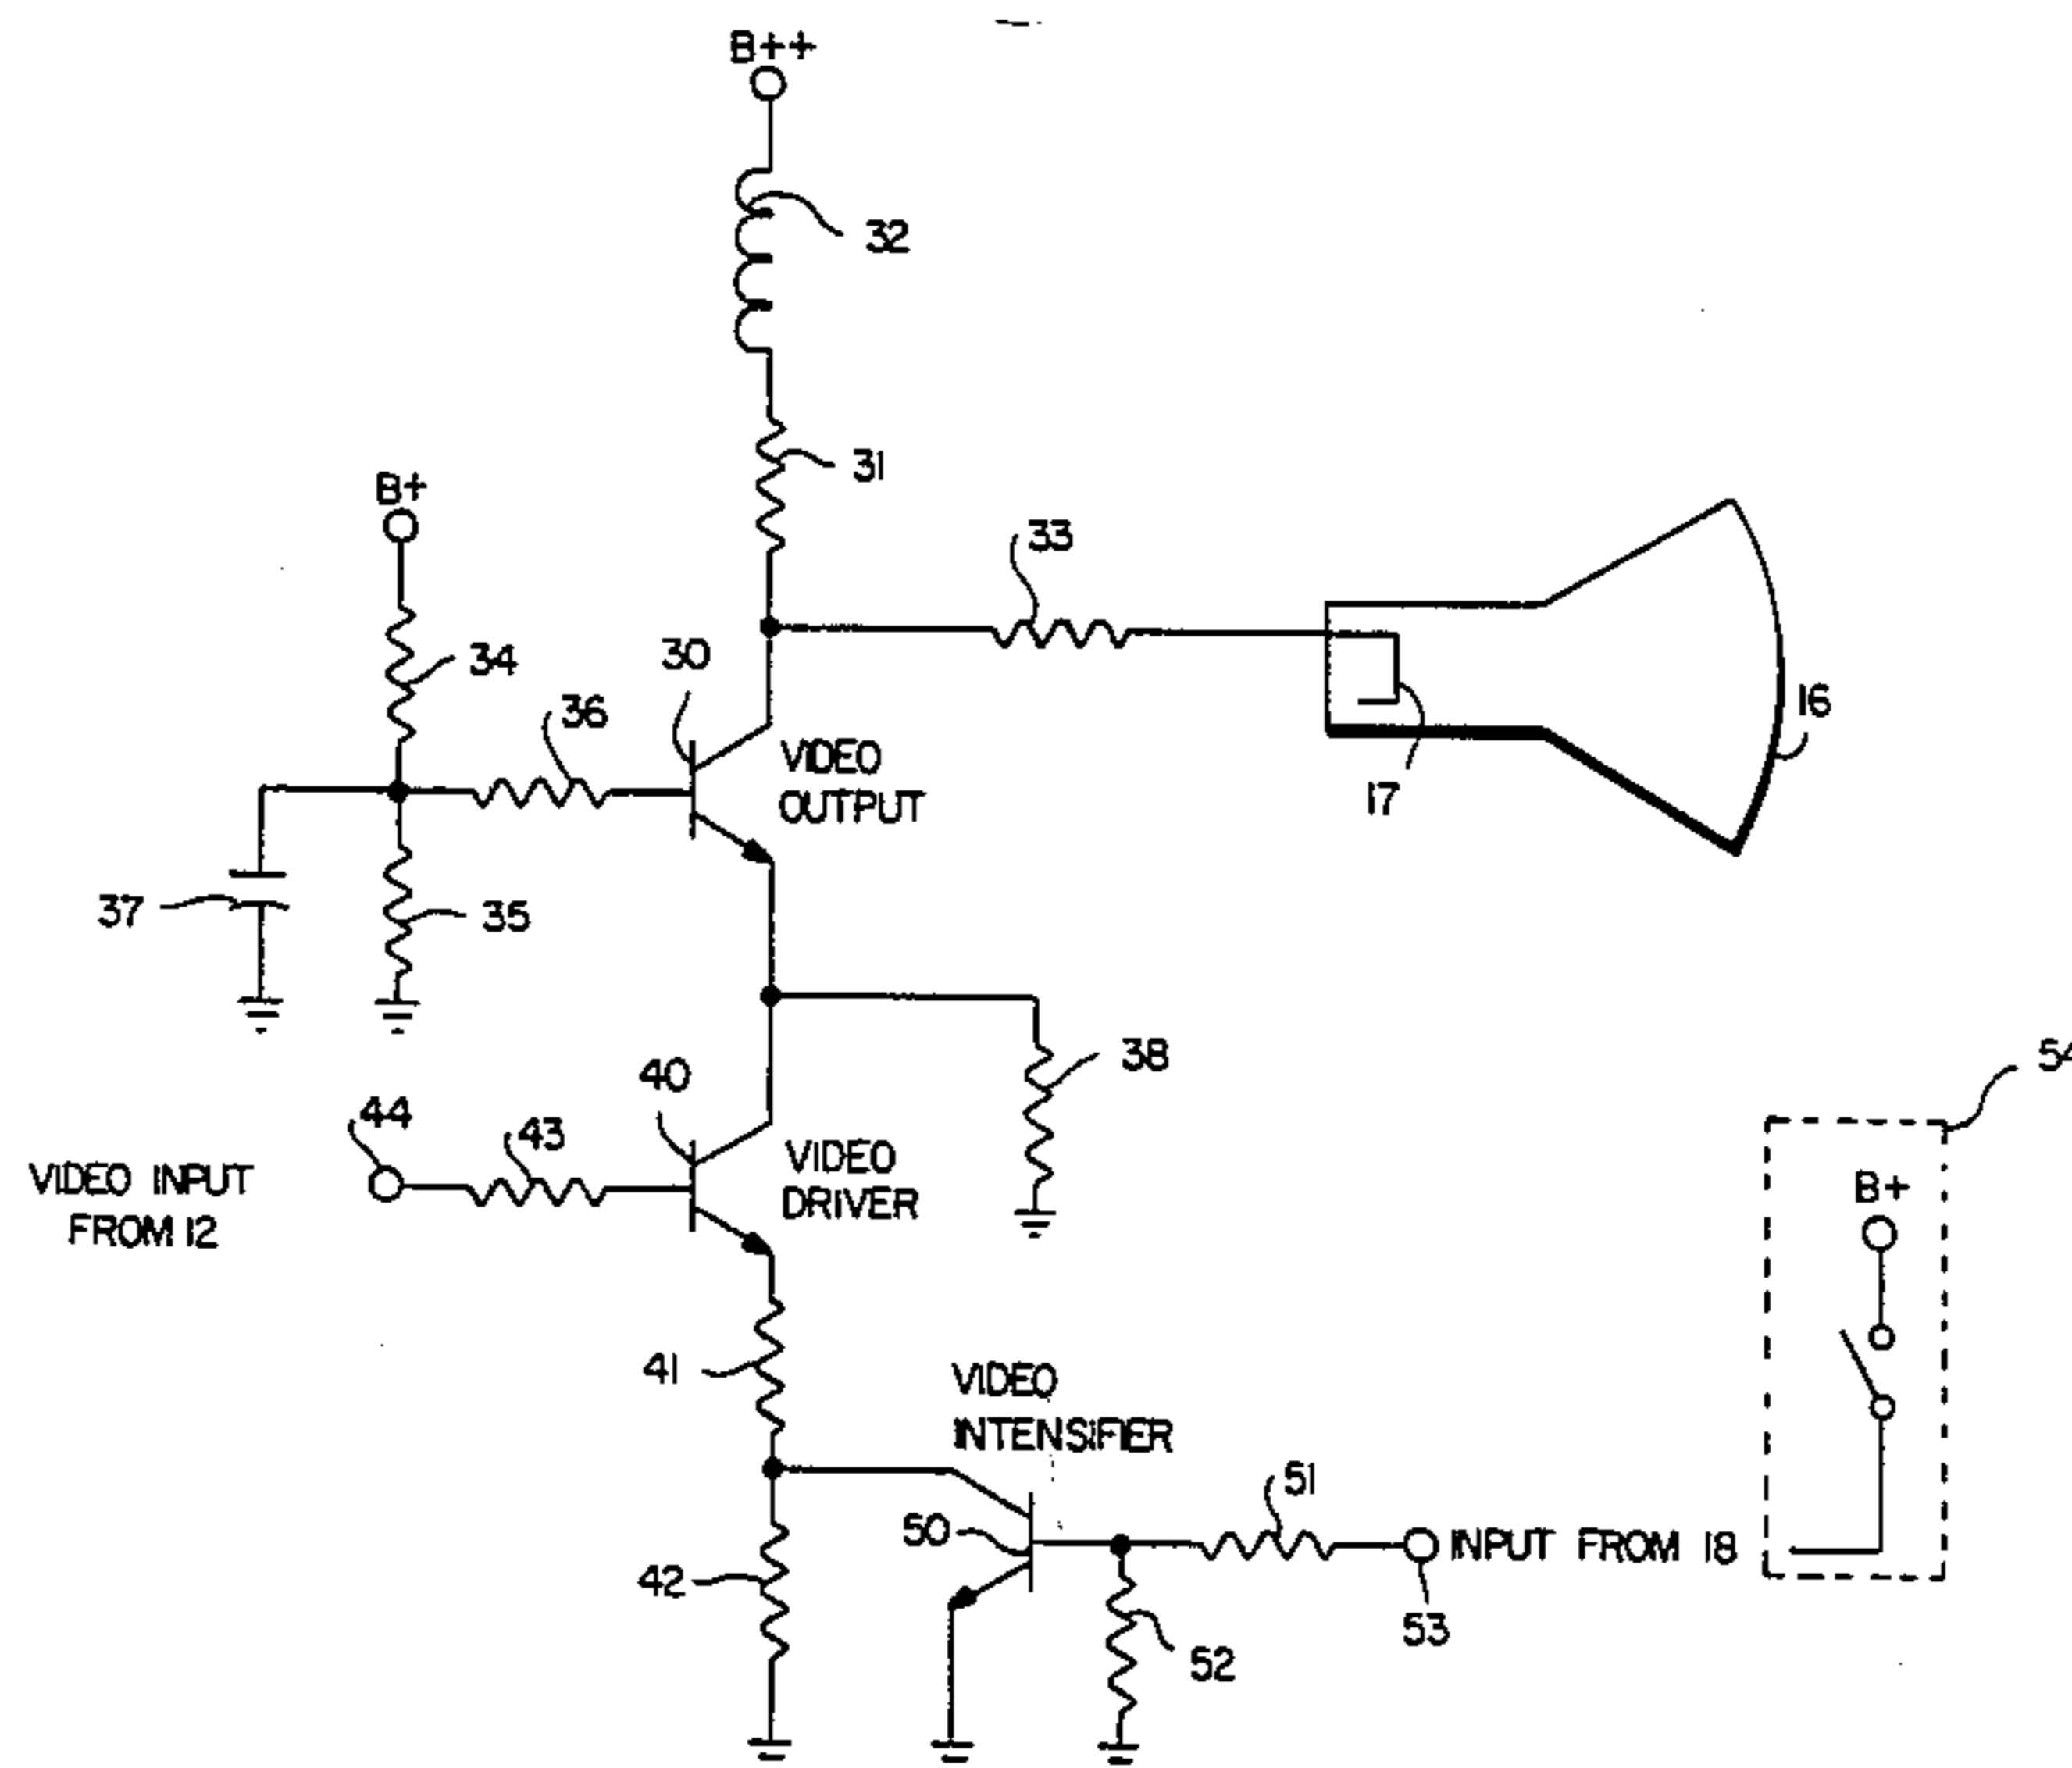 B++
32
31
B+
33
34
30
36
16
VIDEO
OUTPUT
17
37
35
38
54
40
44
43
VIDEO
DRIVER
VIDEO INPUT
FROM 12
B+
41
VIDEO
INTENSIFIER
51
50
INPUT FROM 18
42
53
52